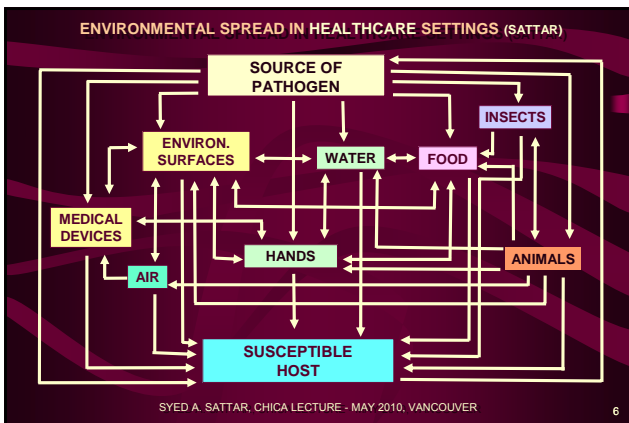 ENVIRONMENTAL SPREAD IN HEALTHCARE SETTINGS (SATTAR)
SOURCE OF
PATHOGEN
INSECTS
ENVIRON.
SURFACES
WATER
FOOD
MEDICAL
DEVICES
HANDS
ANIMALS
AIR
SUSCEPTIBLE
HOST
SYED A. SATTAR, CHICA LECTURE - MAY 2010, VANCOUVER
6